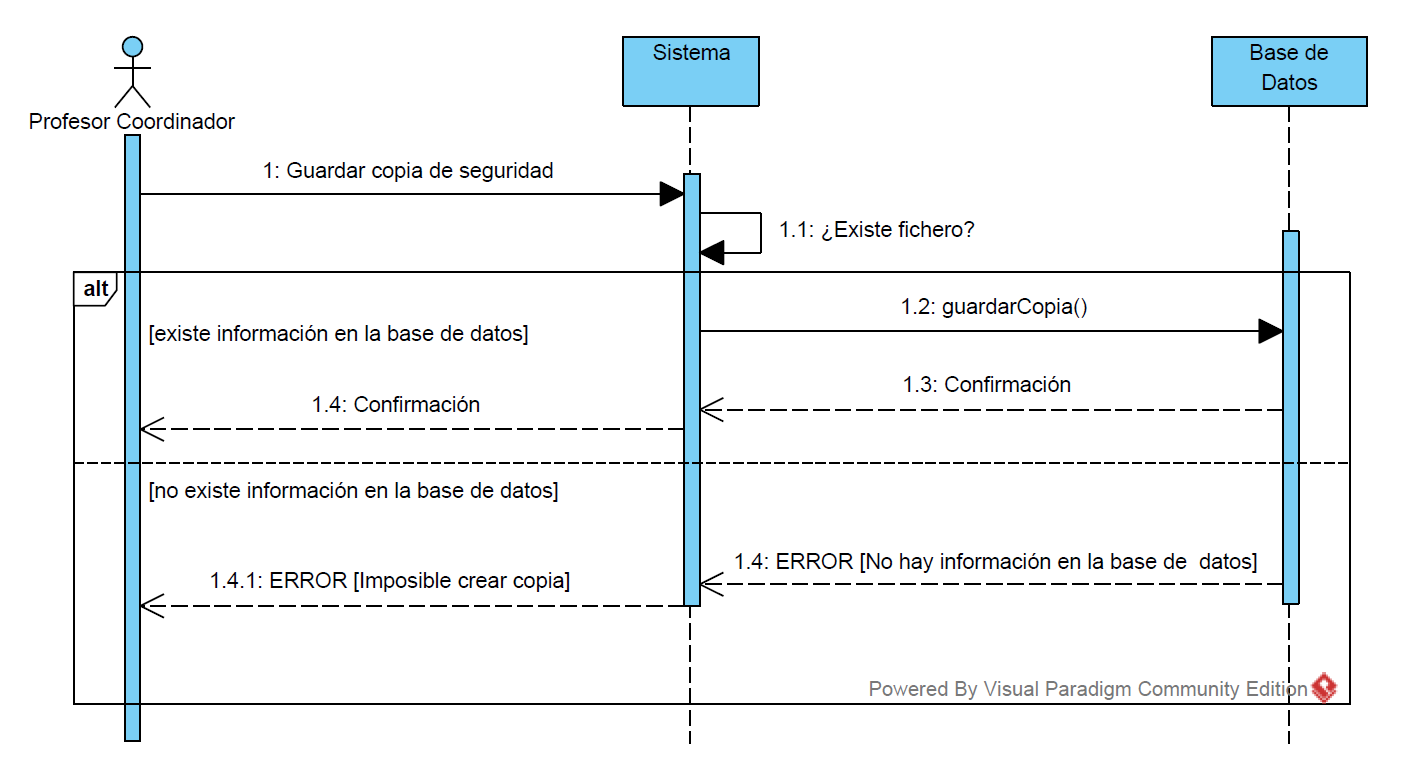 Profesor Coordinador
Sistema
Base de
Datos
1: Guardar copia de seguridad
1.1: ¿Existe fichero?
alt
1.2: guardarCopia()
[existe información en la base de datos]
1.3: Confirmación
1.4: Confirmación
[no existe información en la base de datos]
1.4: ERROR [No hay información en la base de  datos]
1.4.1: ERROR [Imposible crear copia]
Powered By Visual Paradigm Community Edition